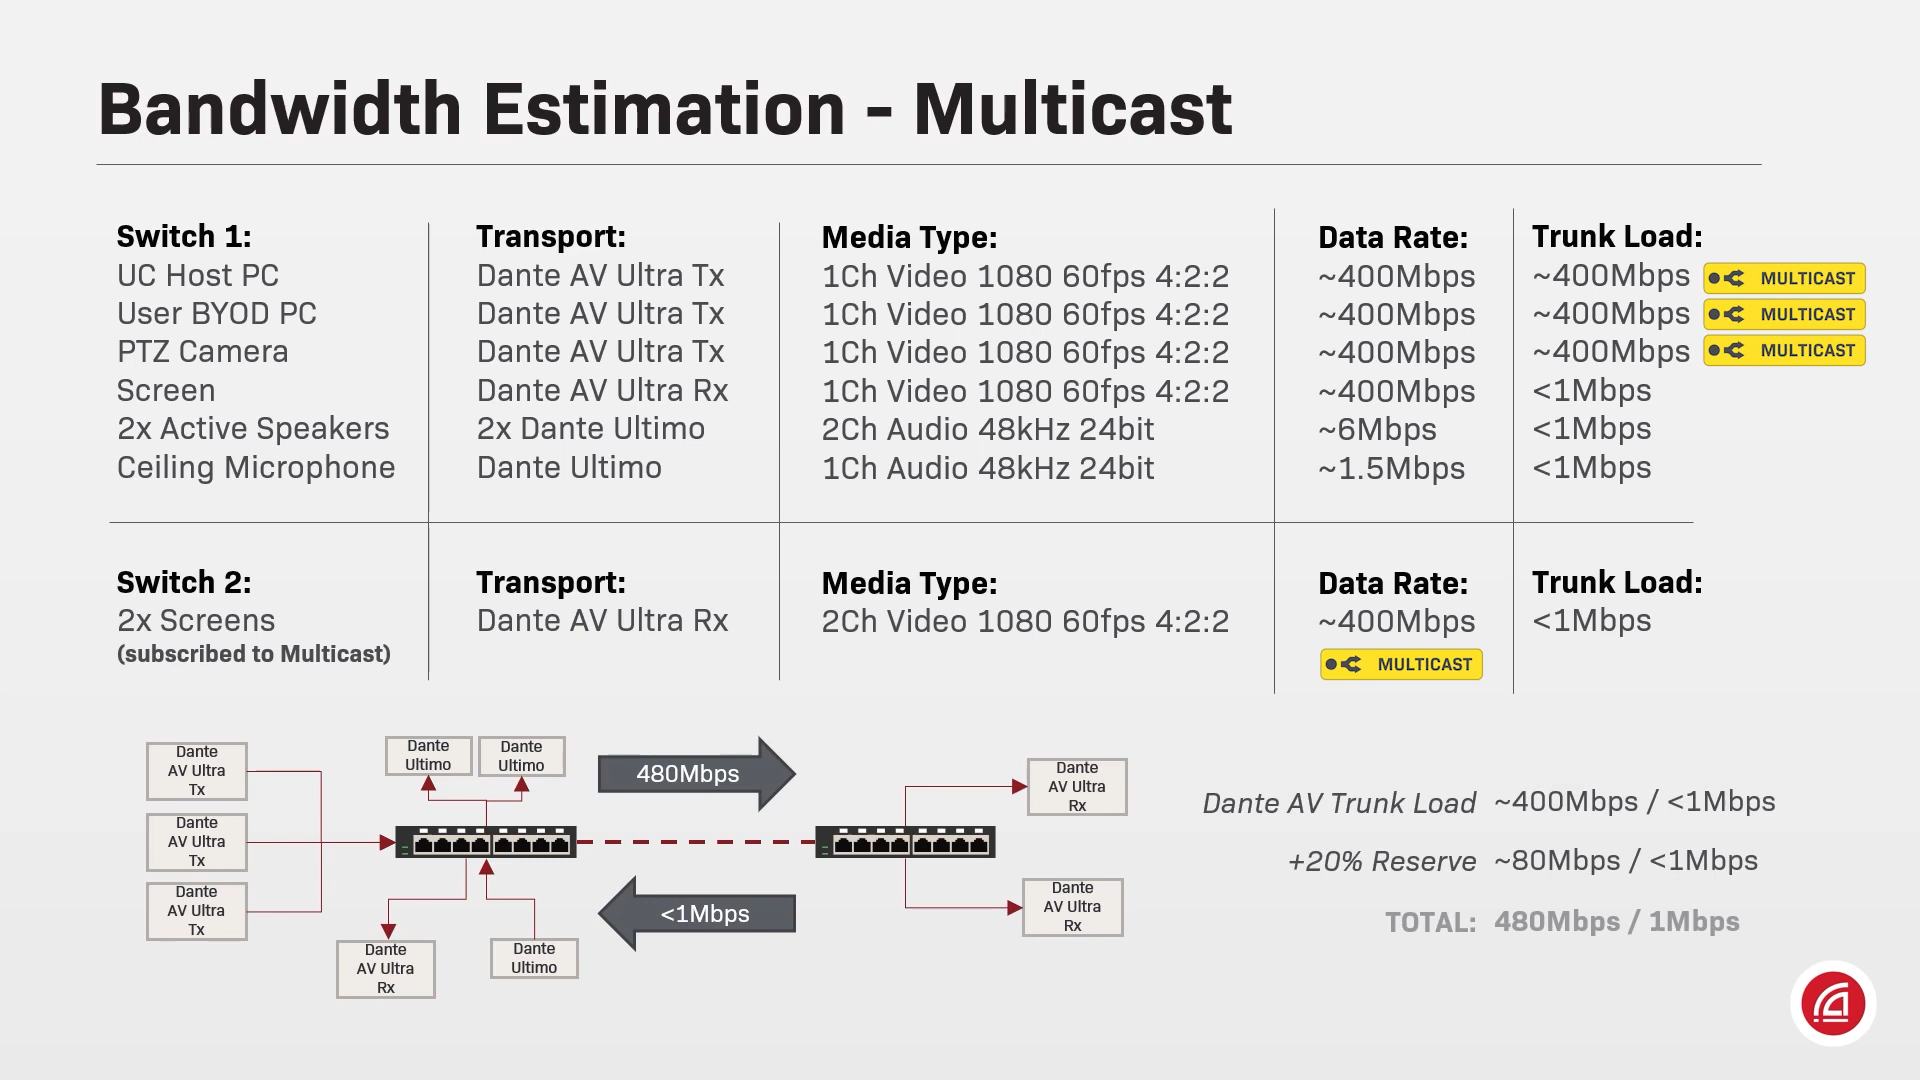 Bandwidth Estimation - Multicast
Switch 1: Transport: Media Type: Data Rate: Trunk Load:
UC Host PC Dante AV Ultra Tx 1Ch Video 1080 60fps 4:2:2 ~400Mbps ~400Mbps MULTICAST
User BYOD PC Dante AV Ultra Tx 1Ch Video 1080 60fps 4:2:2 ~400Mbps ~400Mbps MULTICAST
PTZ Camera Dante AV Ultra Tx 1Ch Video 1080 60fps 4:2:2 ~400Mbps ~400Mbps MULTICAST
Screen Dante AV Ultra Rx 1Ch Video 1080 60fps 4:2:2 ~400Mbps <1Mbps
2x Active Speakers 2x Dante Ultimo 2Ch Audio 48kHz 24bit ~6Mbps <1Mbps
Ceiling Microphone Dante Ultimo 1Ch Audio 48kHz 24bit ~1.5Mbps <1Mbps
Switch 2: Transport: Media Type: Data Rate: Trunk Load:
2x Screens Dante AV Ultra Rx 2Ch Video 1080 60fps 4:2:2 ~400Mbps <1Mbps
(subscribed to Multicast) MULTICAST
Dante
AV Ultra
Tx
Dante
AV Ultra
Tx
Dante
AV Ultra
Tx
Dante
Ultimo
Dante
Ultimo
Dante
AV Ultra
Rx
Dante
Ultimo
480Mbps
<1Mbps
Dante
AV Ultra
Rx
Dante
AV Ultra
Rx
Dante AV Trunk Load ~400Mbps / <1Mbps
+20% Reserve ~80Mbps / <1Mbps
TOTAL: 480Mbps / 1Mbps